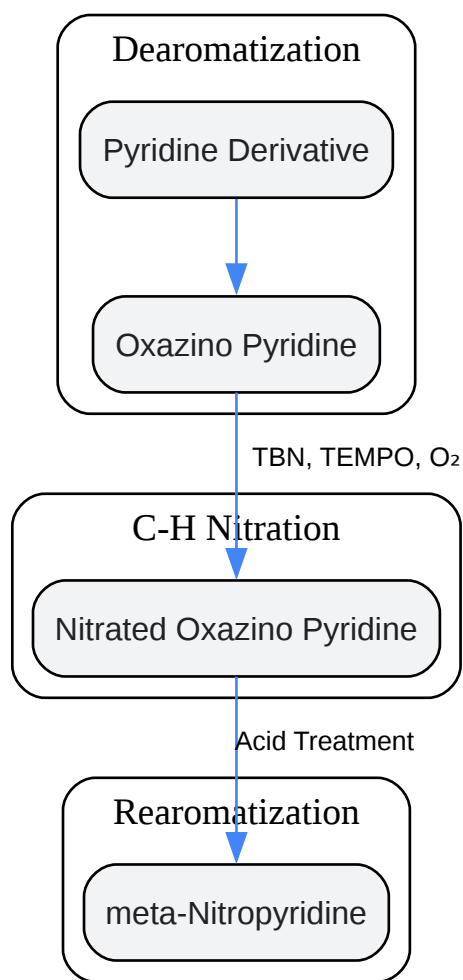 Dearomatization
Pyridine Derivative
Oxazino Pyridine
TBN, TEMPO, O₂
C-H Nitration
Nitrated Oxazino Pyridine
Acid Treatment
Rearomatization
meta-Nitropyridine